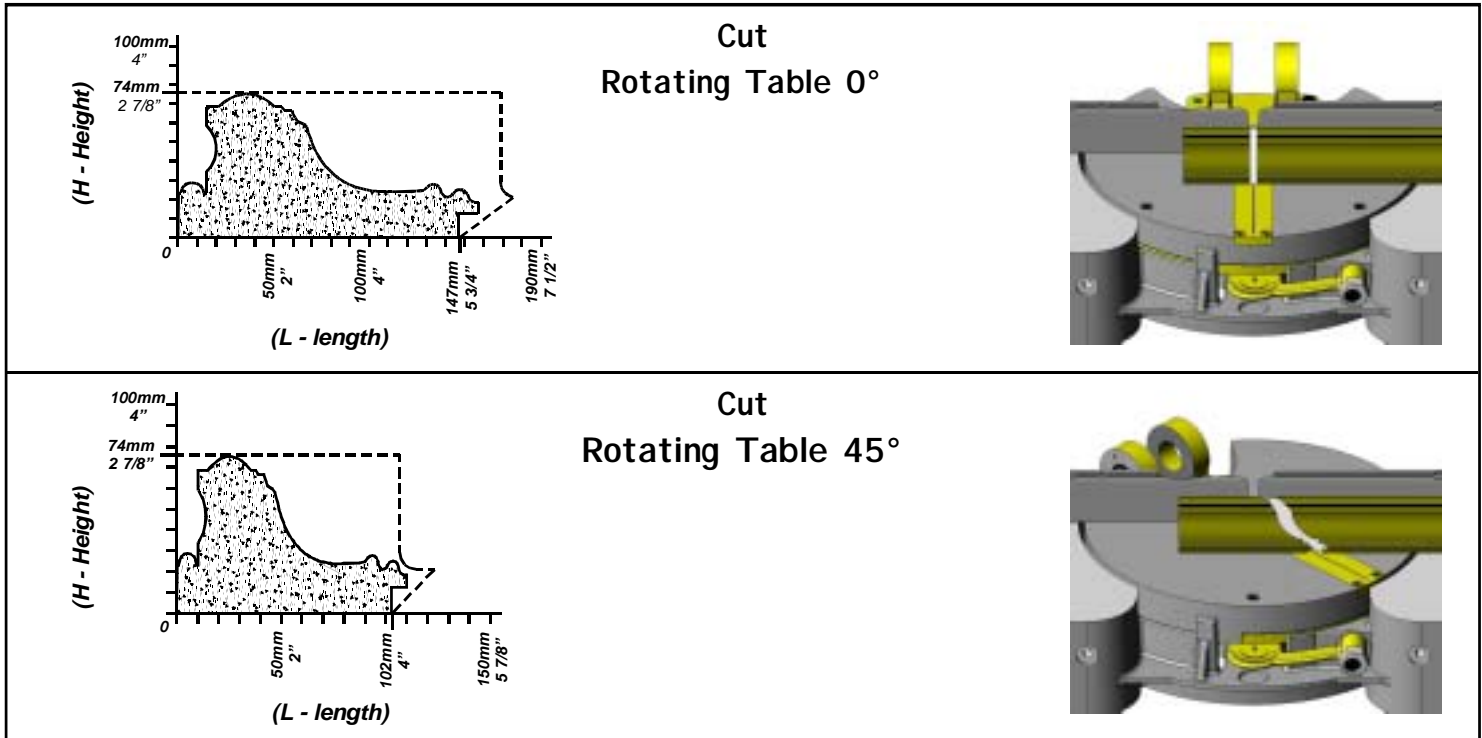 Cut
Rotating Table 0°
100mm
4”
74mm
2 7/8”
(H - Height)
0
50mm
2”
100mm
4”
147mm
5 3/4”
190mm
7 1/2”
(L - length)
Cut
Rotating Table 45°
100mm
4”
74mm
2 7/8”
(H - Height)
0
50mm
2”
102mm
4”
150mm
5 7/8”
(L - length)